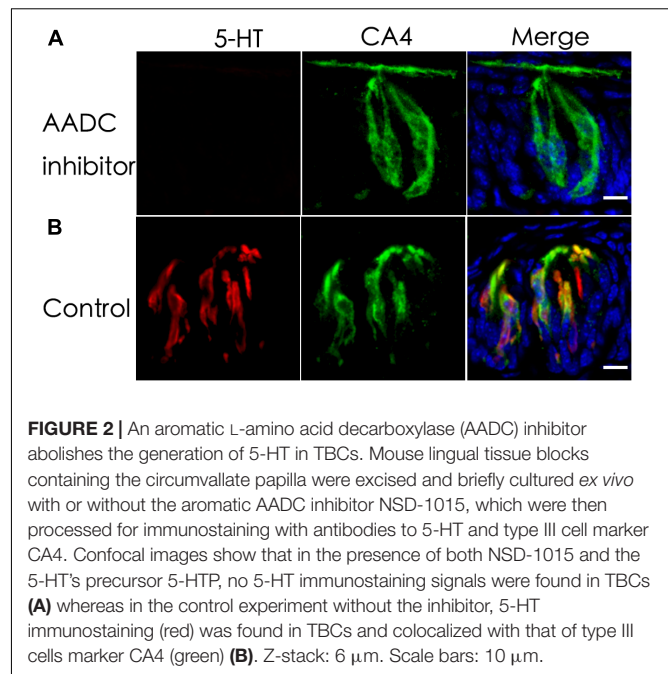 A
5-HT
CA4
Merge
AADC
inhibitor
B
Control
FIGURE 2 | An aromatic L-amino acid decarboxylase (AADC) inhibitor
abolishes the generation of 5-HT in TBCs. Mouse lingual tissue blocks
containing the circumvallate papilla were excised and briefly cultured ex vivo
with or without the aromatic AADC inhibitor NSD-1015, which were then
processed for immunostaining with antibodies to 5-HT and type III cell marker
CA4. Confocal images show that in the presence of both NSD-1015 and the
5-HT's precursor 5-HTP, no 5-HT immunostaining signals were found in TBCs
(A) whereas in the control experiment without the inhibitor, 5-HT
immunostaining (red) was found in TBCs and colocalized with that of type III
cells marker CA4 (green) (B). Z-stack: 6 μm. Scale bars: 10 μm.